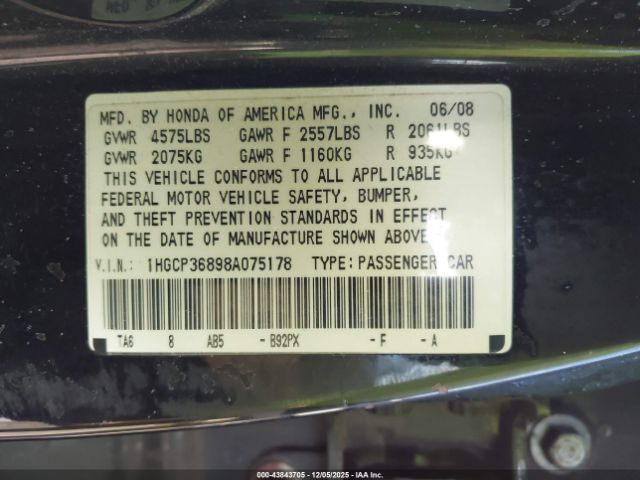 MFD. BY HONDA OF AMERICA MFG., INC. 06/08
GVWR 4575LBS GAWR F 2557LBS R 2061LBS
GVWR 2075KG GAWR F 1160KG R 935KG
THIS VEHICLE CONFORMS TO ALL APPLICABLE
FEDERAL MOTOR VEHICLE SAFETY, BUMPER,
AND THEFT PREVENTION STANDARDS IN EFFECT
ON THE DATE OF MANUFACTURE SHOWN ABOVE.
V.I.N.: 1HGCP36898A075178 TYPE: PASSENGER CAR
TA6 8 AB5 - B92PX - F - A
000-43843705 - 12/05/2025 - IAA Inc.